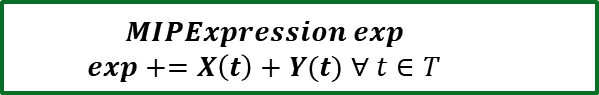 MIPExpression exp
exp += X(t) + Y(t) ∀ t ∈ T